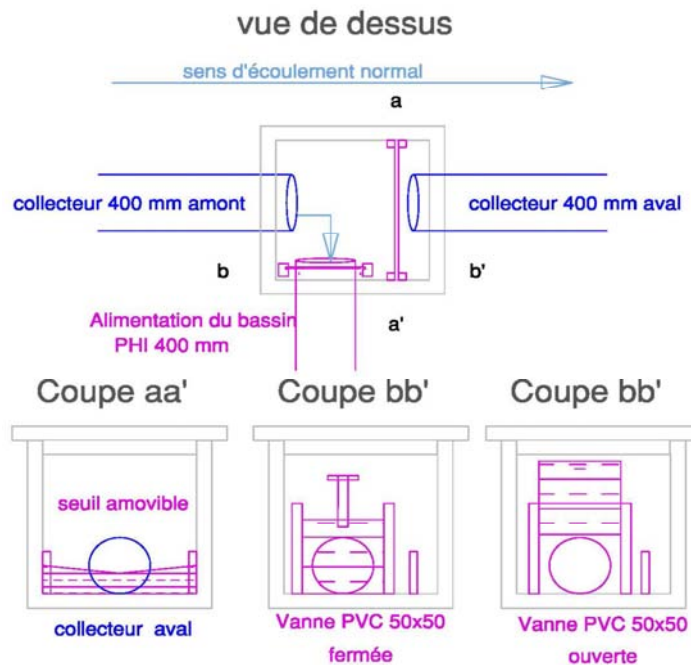 vue de dessus
sens d'écoulement normal
a
collecteur 400 mm amont
collecteur 400 mm aval
b
b'
Alimentation du bassin
PHI 400 mm
a'
Coupe aa'
Coupe bb'
Coupe bb'
seuil amovible
collecteur aval
Vanne PVC 50x50
fermée
Vanne PVC 50x50
ouverte